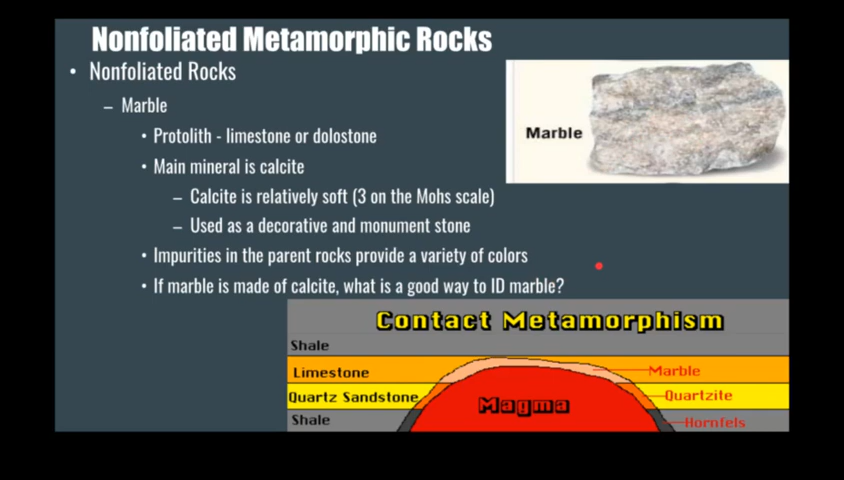 Nonfoliated Metamorphic Rocks
• Nonfoliated Rocks
– Marble
• Protolith - limestone or dolostone
• Main mineral is calcite
– Calcite is relatively soft (3 on the Mohs scale)
– Used as a decorative and monument stone
• Impurities in the parent rocks provide a variety of colors
• If marble is made of calcite, what is a good way to ID marble?
Marble
Contact Metamorphism
Shale
Limestone
Marble
Quartz Sandstone
Quartzite
Magma
Shale
Hornfels